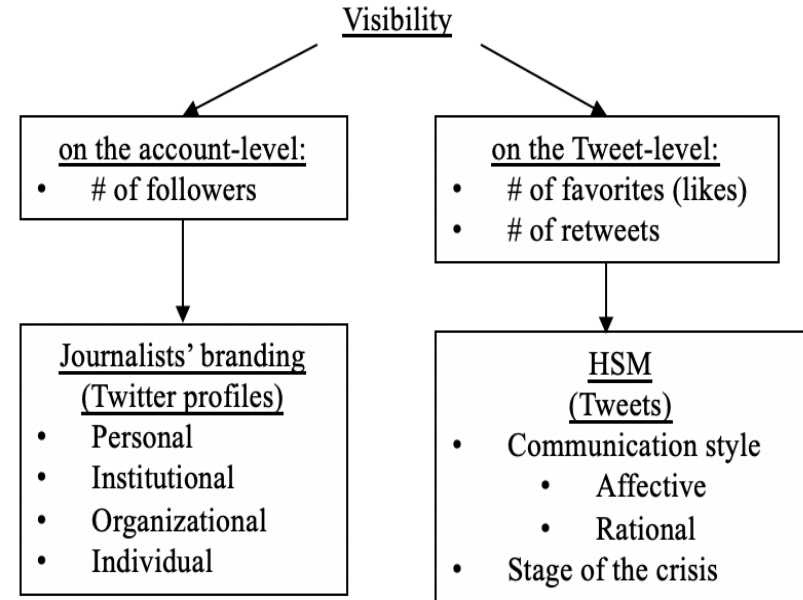 Visibility
on the account-level:
• # of followers
on the Tweet-level:
• # of favorites (likes)
• # of retweets
Journalists’ branding
(Twitter profiles)
• Personal
• Institutional
• Organizational
• Individual
HSM
(Tweets)
• Communication style
• Affective
• Rational
• Stage of the crisis